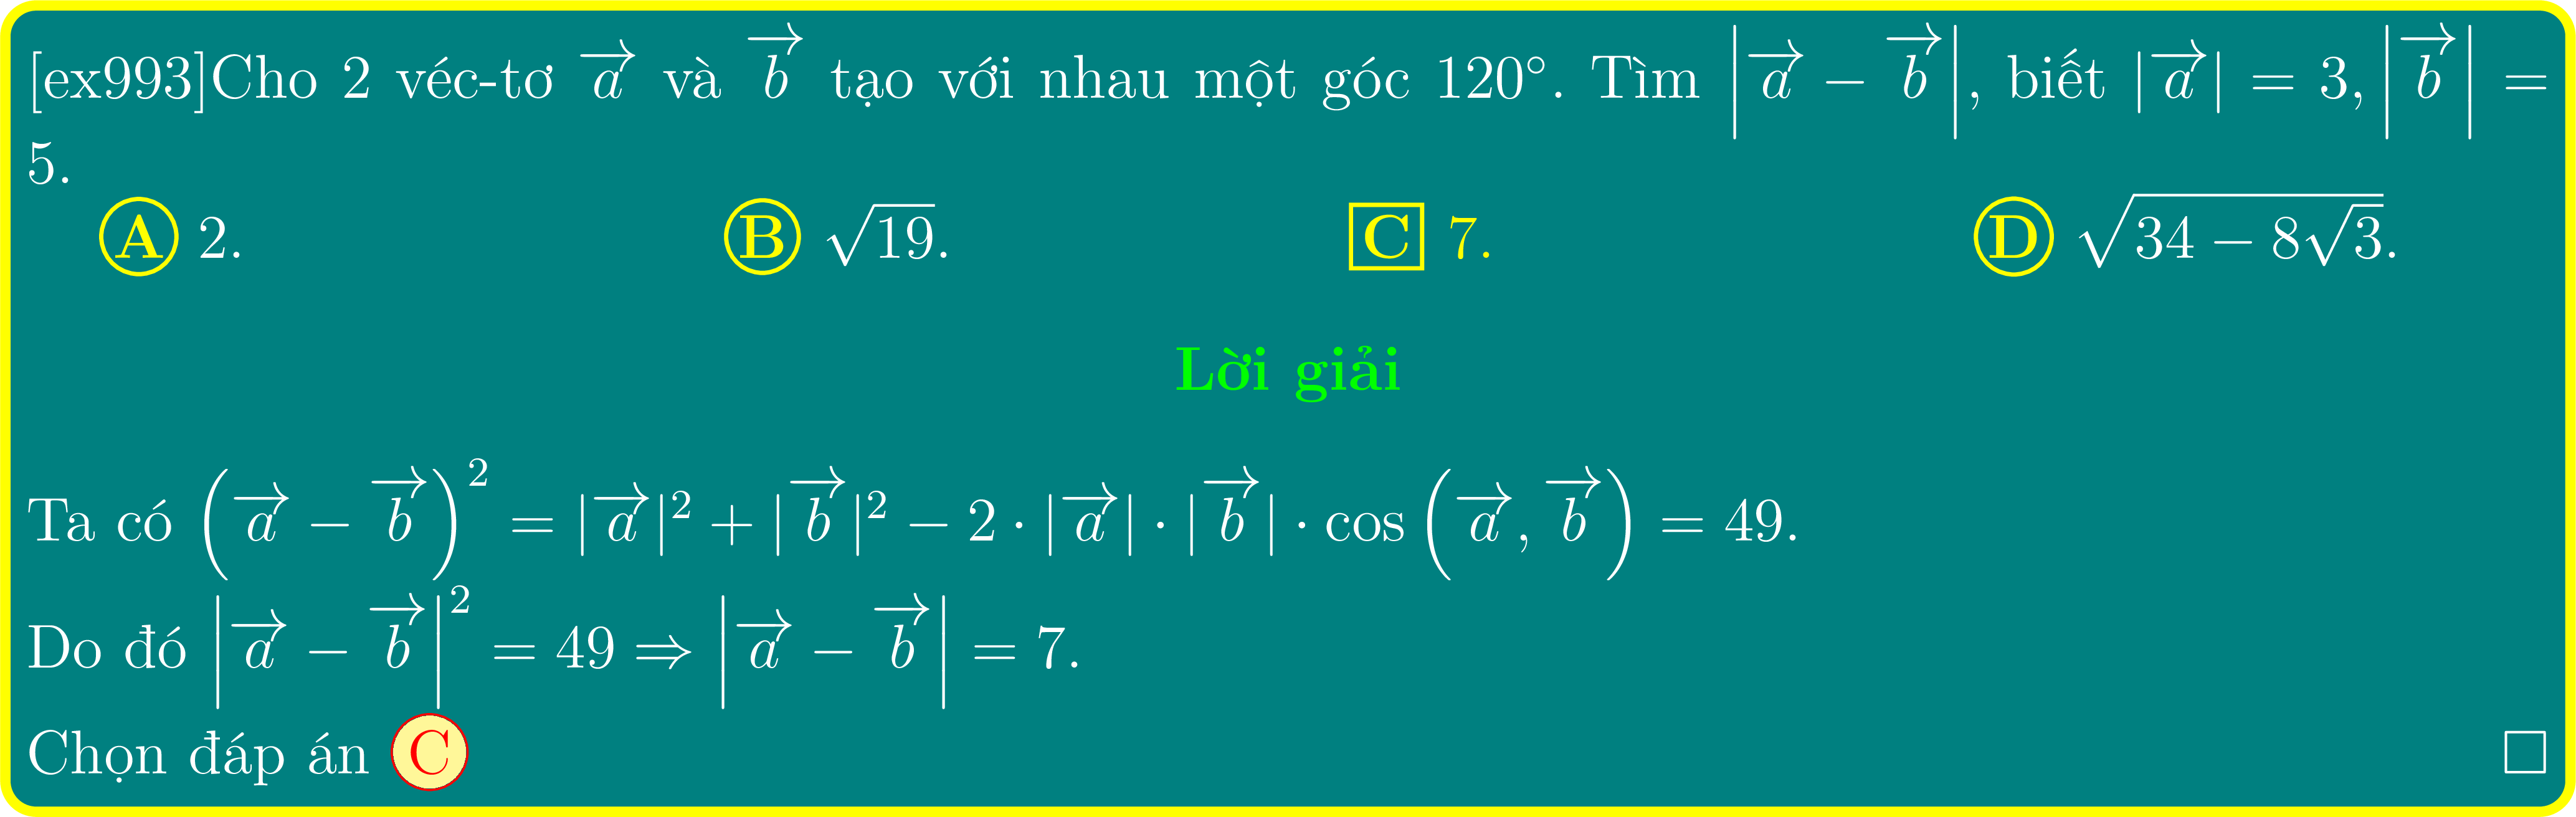 [ex993]Cho 2 véc-tơ $\overrightarrow{a}$ và $\overrightarrow{b}$ tạo với nhau một góc 120°. Tìm $\left|\overrightarrow{a} - \overrightarrow{b}\right|$, biết $|\overrightarrow{a}| = 3, \left|\overrightarrow{b}\right| =$
5.
A 2. B $\sqrt{19}$. C 7. D $\sqrt{34 - 8\sqrt{3}}$.
Lời giải
Ta có $\left(\overrightarrow{a} - \overrightarrow{b}\right)^2 = |\overrightarrow{a}|^2 + |\overrightarrow{b}|^2 - 2 \cdot |\overrightarrow{a}| \cdot |\overrightarrow{b}| \cdot \cos\left(\overrightarrow{a}, \overrightarrow{b}\right) = 49.$
Do đó $\left|\overrightarrow{a} - \overrightarrow{b}\right|^2 = 49 \Rightarrow \left|\overrightarrow{a} - \overrightarrow{b}\right| = 7.$
Chọn đáp án C □